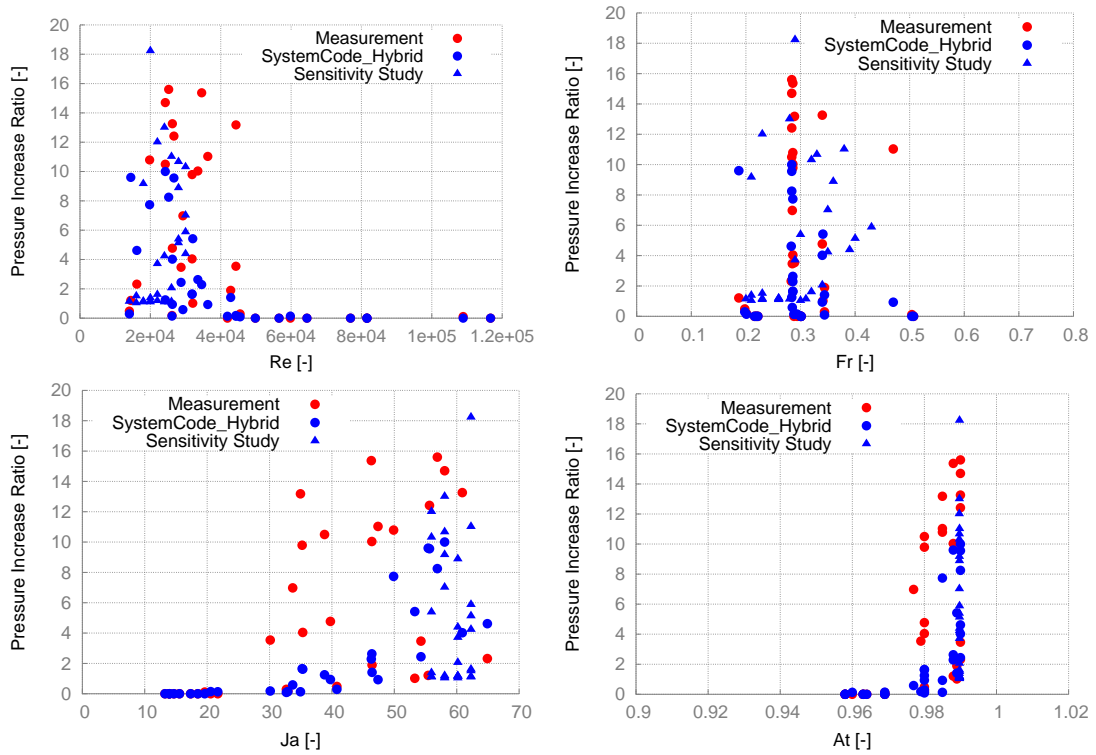 20
18
16
14
12
10
8
6
4
2
0
Pressure Increase Ratio [-]
Measurement
SystemCode_Hybrid
Sensitivity Study
0 2e+04 4e+04 6e+04 8e+04 1e+05 1.2e+05
Re [-]
20
18
16
14
12
10
8
6
4
2
0
Pressure Increase Ratio [-]
Measurement
SystemCode_Hybrid
Sensitivity Study
0 0.1 0.2 0.3 0.4 0.5 0.6 0.7 0.8
Fr [-]
20
18
16
14
12
10
8
6
4
2
0
Pressure Increase Ratio [-]
Measurement
SystemCode_Hybrid
Sensitivity Study
0 10 20 30 40 50 60 70
Ja [-]
20
18
16
14
12
10
8
6
4
2
0
Pressure Increase Ratio [-]
Measurement
SystemCode_Hybrid
Sensitivity Study
0.9 0.92 0.94 0.96 0.98 1 1.02
At [-]